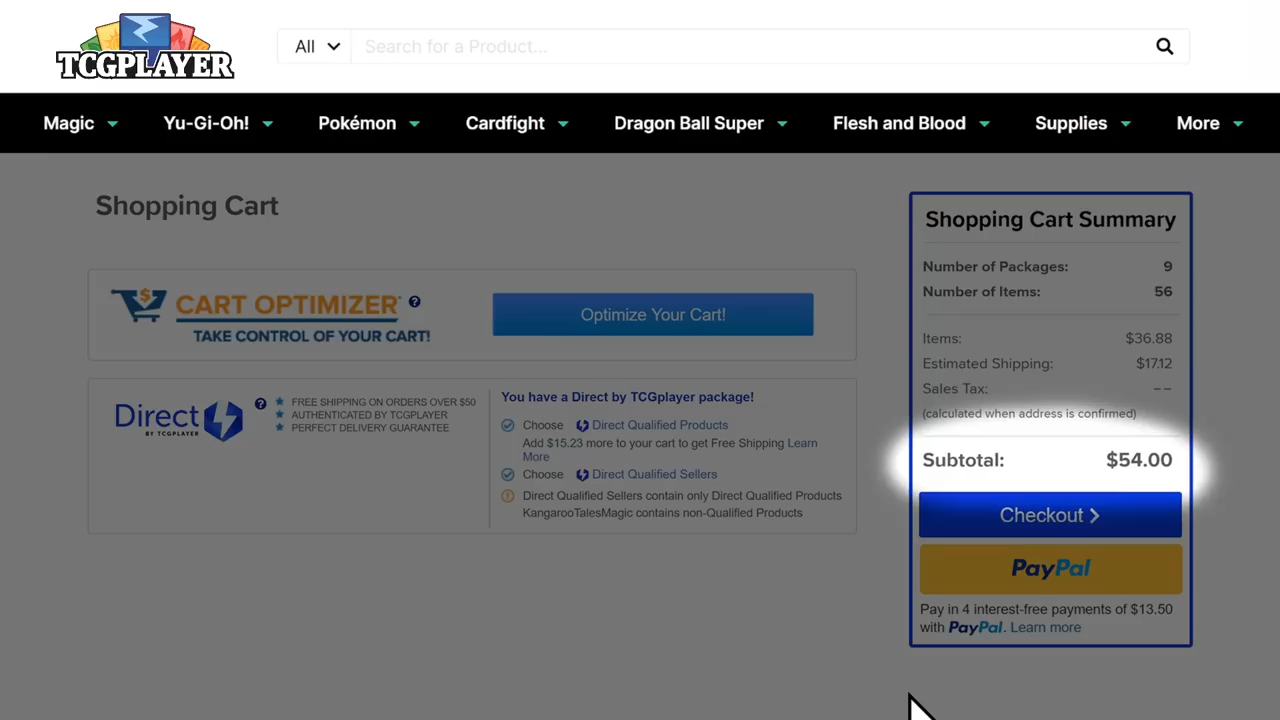 TCGPLAYER
All
Search for a Product...
Magic
Yu-Gi-Oh!
Pokémon
Cardfight
Dragon Ball Super
Flesh and Blood
Supplies
More
Shopping Cart
CART OPTIMIZER
?
TAKE CONTROL OF YOUR CART!
Optimize Your Cart!
Direct
BY TCGPLAYER
?
FREE SHIPPING ON ORDERS OVER $50
AUTHENTICATED BY TCGPLAYER
PERFECT DELIVERY GUARANTEE
You have a Direct by TCGplayer package!
Choose Direct Qualified Products
Add $15.23 more to your cart to get Free Shipping Learn
More
Choose Direct Qualified Sellers
Direct Qualified Sellers contain only Direct Qualified Products
KangarooTalesMagic contains non-Qualified Products
Shopping Cart Summary
Number of Packages: 9
Number of Items: 56
Items: $36.88
Estimated Shipping: $17.12
Sales Tax: --
(calculated when address is confirmed)
Subtotal: $54.00
Checkout
PayPal
Pay in 4 interest-free payments of $13.50
with PayPal. Learn more